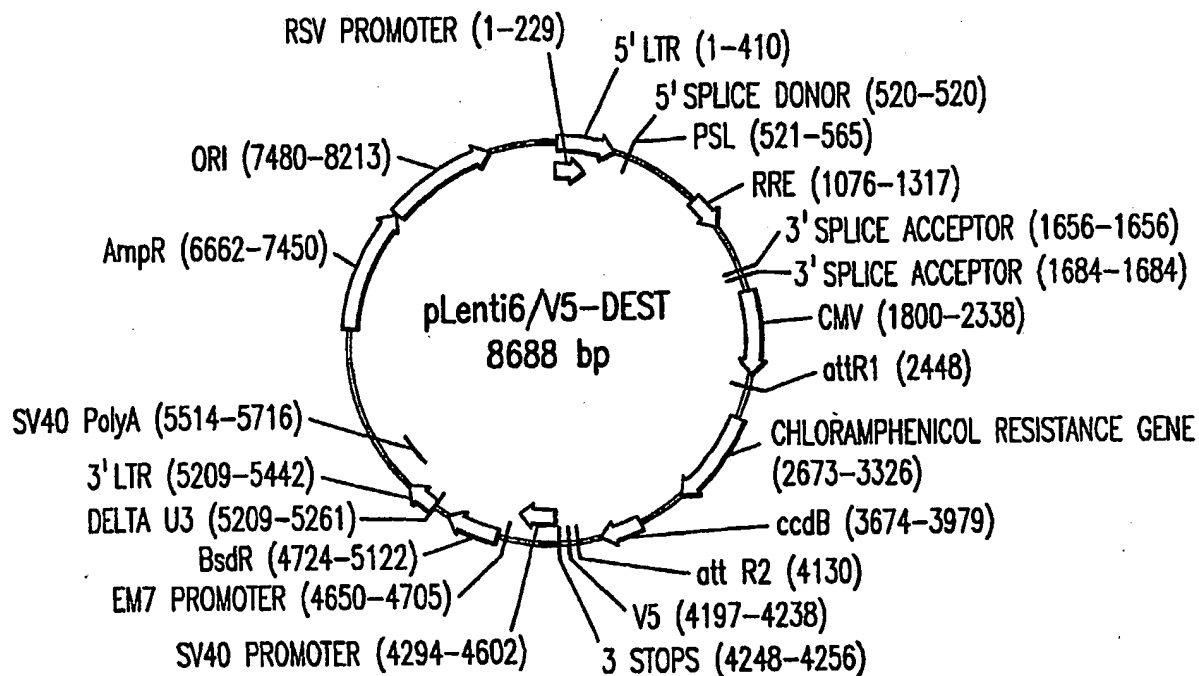 RSV PROMOTER (1-229)
5' LTR (1-410)
5' SPLICE DONOR (520-520)
PSL (521-565)
RRE (1076-1317)
3' SPLICE ACCEPTOR (1656-1656)
3' SPLICE ACCEPTOR (1684-1684)
CMV (1800-2338)
attR1 (2448)
CHLORAMPHENICOL RESISTANCE GENE
(2673-3326)
ccdB (3674-3979)
att R2 (4130)
V5 (4197-4238)
3 STOPS (4248-4256)
SV40 PROMOTER (4294-4602)
EM7 PROMOTER (4650-4705)
BsdR (4724-5122)
DELTA U3 (5209-5261)
3' LTR (5209-5442)
SV40 PolyA (5514-5716)
AmpR (6662-7450)
ORI (7480-8213)
pLenti6/V5-DEST
8688 bp